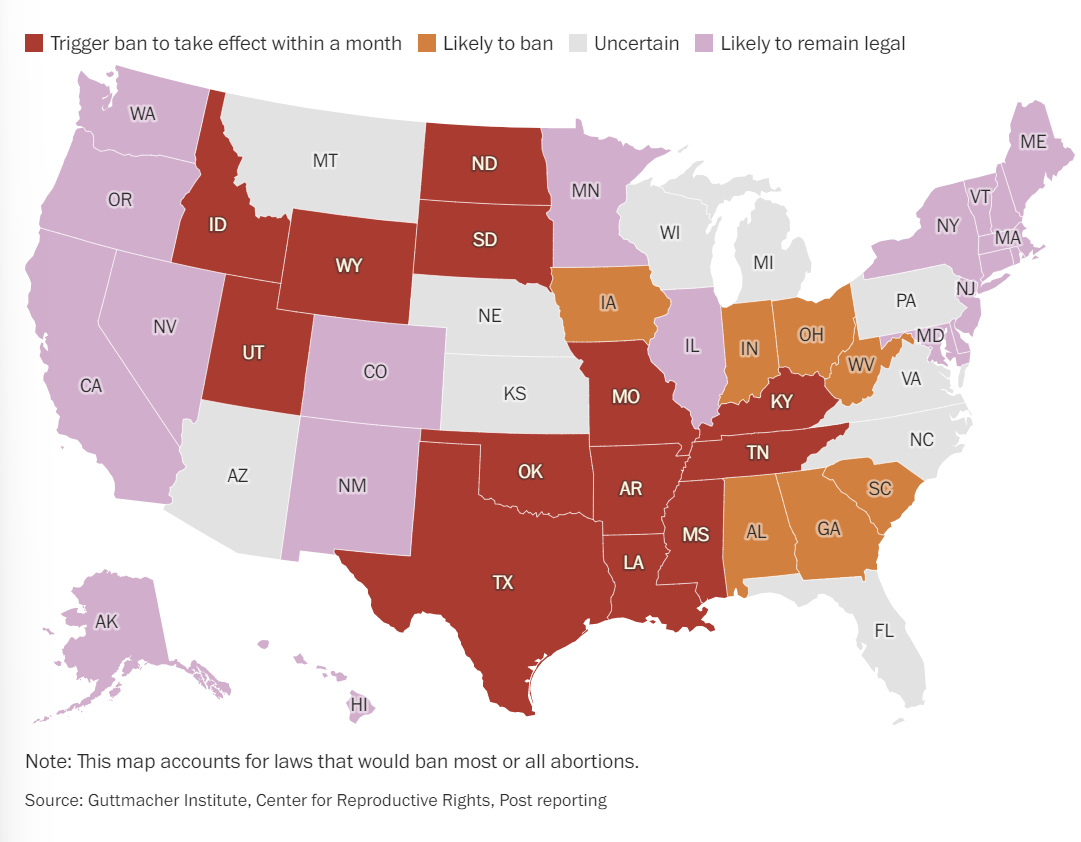 Trigger ban to take effect within a month Likely to ban Uncertain Likely to remain legal
WA
MT
ND
MN
ME
OR
ID
SD
WI
VT
NY
MA
WY
MI
NE
IA
PA
NJ
NV
UT
CO
IL
IN
OH
MD
WV
VA
CA
KS
MO
KY
NC
AZ
NM
OK
AR
TN
SC
MS
AL
GA
TX
LA
FL
AK
HI
Note: This map accounts for laws that would ban most or all abortions.
Source: Guttmacher Institute, Center for Reproductive Rights, Post reporting